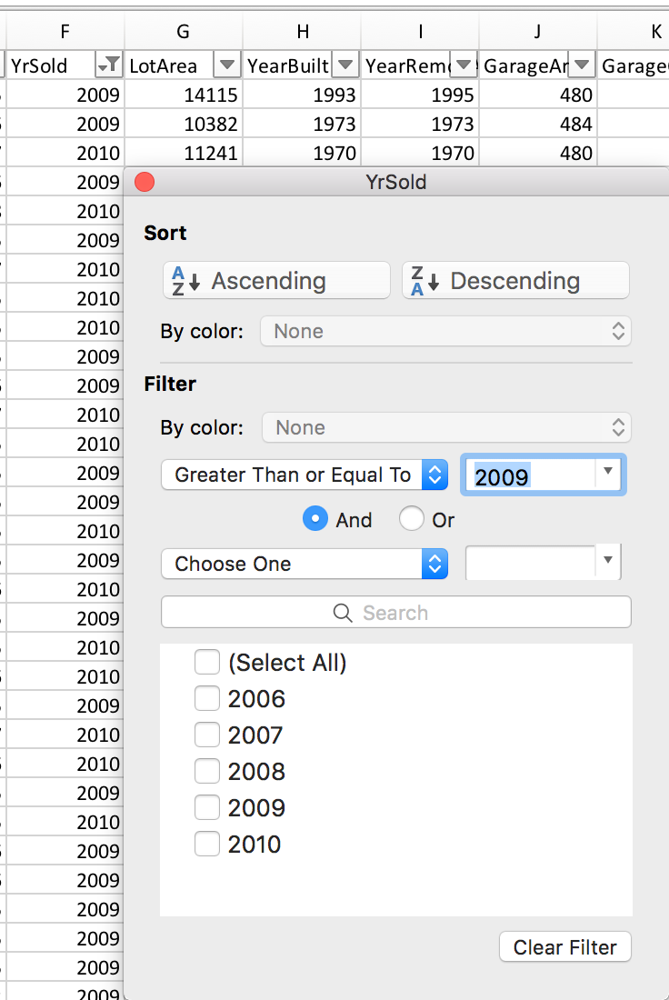 F G H I J K
YrSold LotArea YearBuilt YearRem GarageAr Garage
2009 14115 1993 1995 480
2009 10382 1973 1973 484
2010 11241 1970 1970 480
2009 YrSold
2010
2009 Sort
2010 Ascending Descending
2010
2010 By color: None
2009
2009 Filter
2010
2010 By color: None
2009 Greater Than or Equal To 2009
2009
2010 And Or
2009 Choose One
2010
2009 Search
2010
2010 (Select All)
2009 2006
2010 2007
2010 2008
2009 2009
2010 2010
2009
2009
2009
2009 Clear Filter
2009
2009